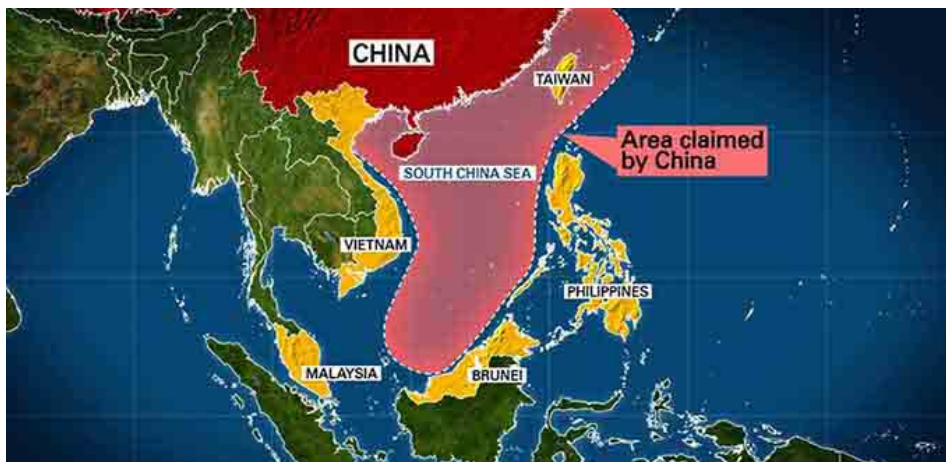 CHINA
TAIWAN
Area claimed
by China
SOUTH CHINA SEA
VIETNAM
PHILIPPINES
MALAYSIA
BRUNEI